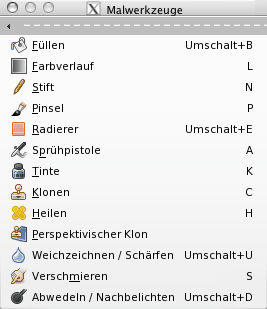 Malwerkzeuge
Füllen Umschalt+B
Farbverlauf L
Stift N
Pinsel P
Radierer Umschalt+E
Sprühpistole A
Tinte K
Klonen C
Heilen H
Perspektivischer Klon
Weichzeichnen / Schärfen Umschalt+U
Verschmieren S
Abwedeln / Nachbelichten Umschalt+D